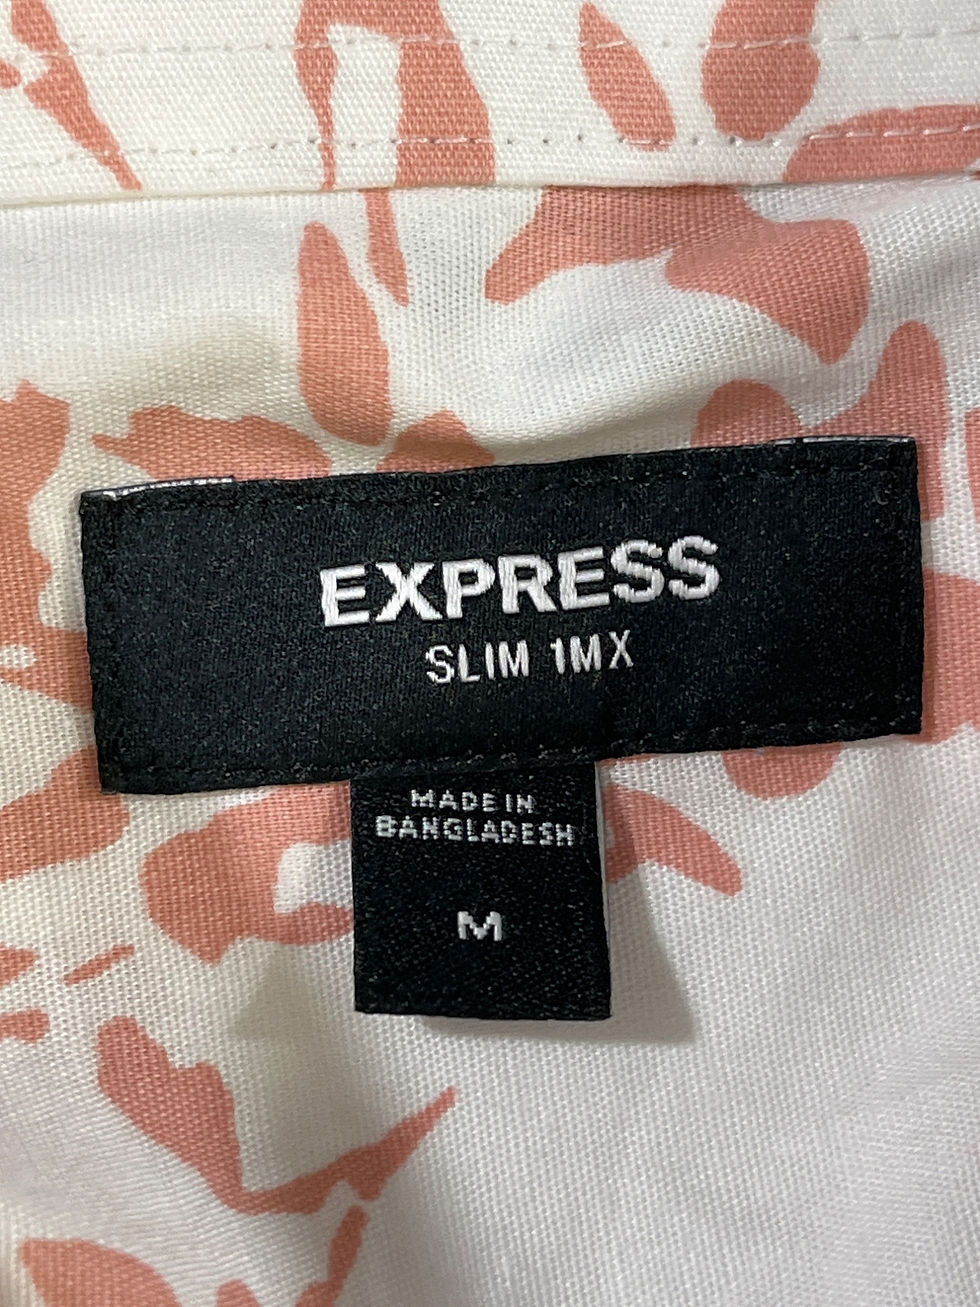 EXPRESS
SLIM 1MX
MADE IN
BANGLADESH
M